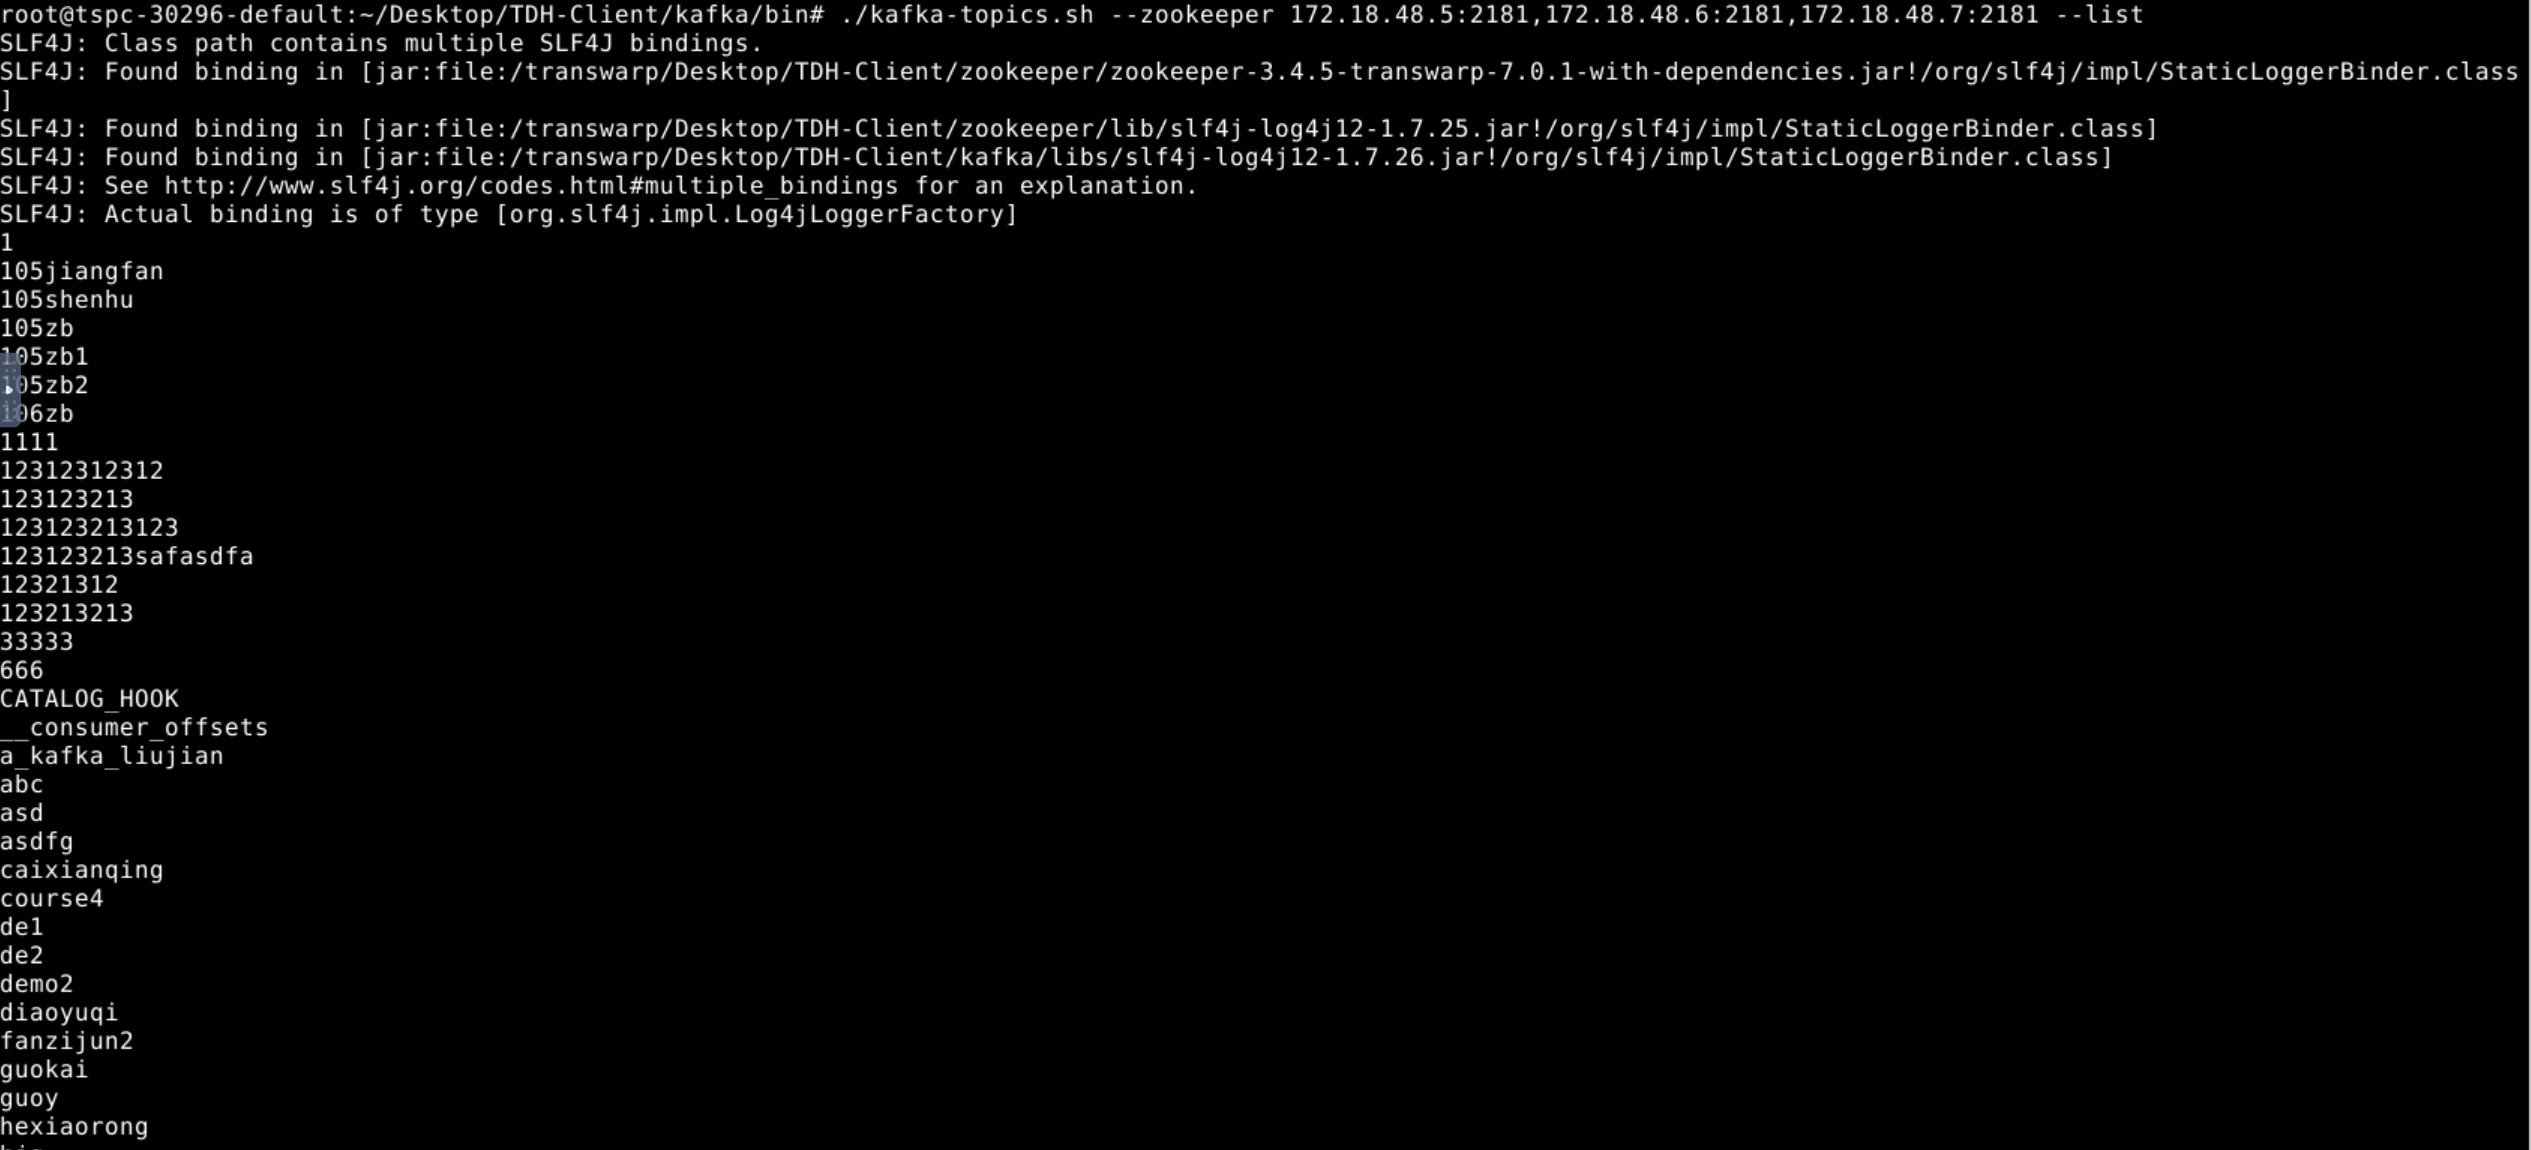 root@tspc-30296-default:~/Desktop/TDH-Client/kafka/bin# ./kafka-topics.sh --zookeeper 172.18.48.5:2181,172.18.48.6:2181,172.18.48.7:2181 --list
SLF4J: Class path contains multiple SLF4J bindings.
SLF4J: Found binding in [jar:file:/transwarp/Desktop/TDH-Client/zookeeper/zookeeper-3.4.5-transwarp-7.0.1-with-dependencies.jar!/org/slf4j/impl/StaticLoggerBinder.class
]
SLF4J: Found binding in [jar:file:/transwarp/Desktop/TDH-Client/zookeeper/lib/slf4j-log4j12-1.7.25.jar!/org/slf4j/impl/StaticLoggerBinder.class]
SLF4J: Found binding in [jar:file:/transwarp/Desktop/TDH-Client/kafka/libs/slf4j-log4j12-1.7.26.jar!/org/slf4j/impl/StaticLoggerBinder.class]
SLF4J: See http://www.slf4j.org/codes.html#multiple_bindings for an explanation.
SLF4J: Actual binding is of type [org.slf4j.impl.Log4jLoggerFactory]
1
105jiangfan
105shenhu
105zb
105zb1
105zb2
106zb
1111
12312312312
123123213
123123213123
123123213safasdfa
12321312
123213213
33333
666
CATALOG_HOOK
__consumer_offsets
a_kafka_liujian
abc
asd
asdfg
caixianqing
course4
de1
de2
demo2
diaoyuqi
fanzijun2
guokai
guoy
hexiaorong